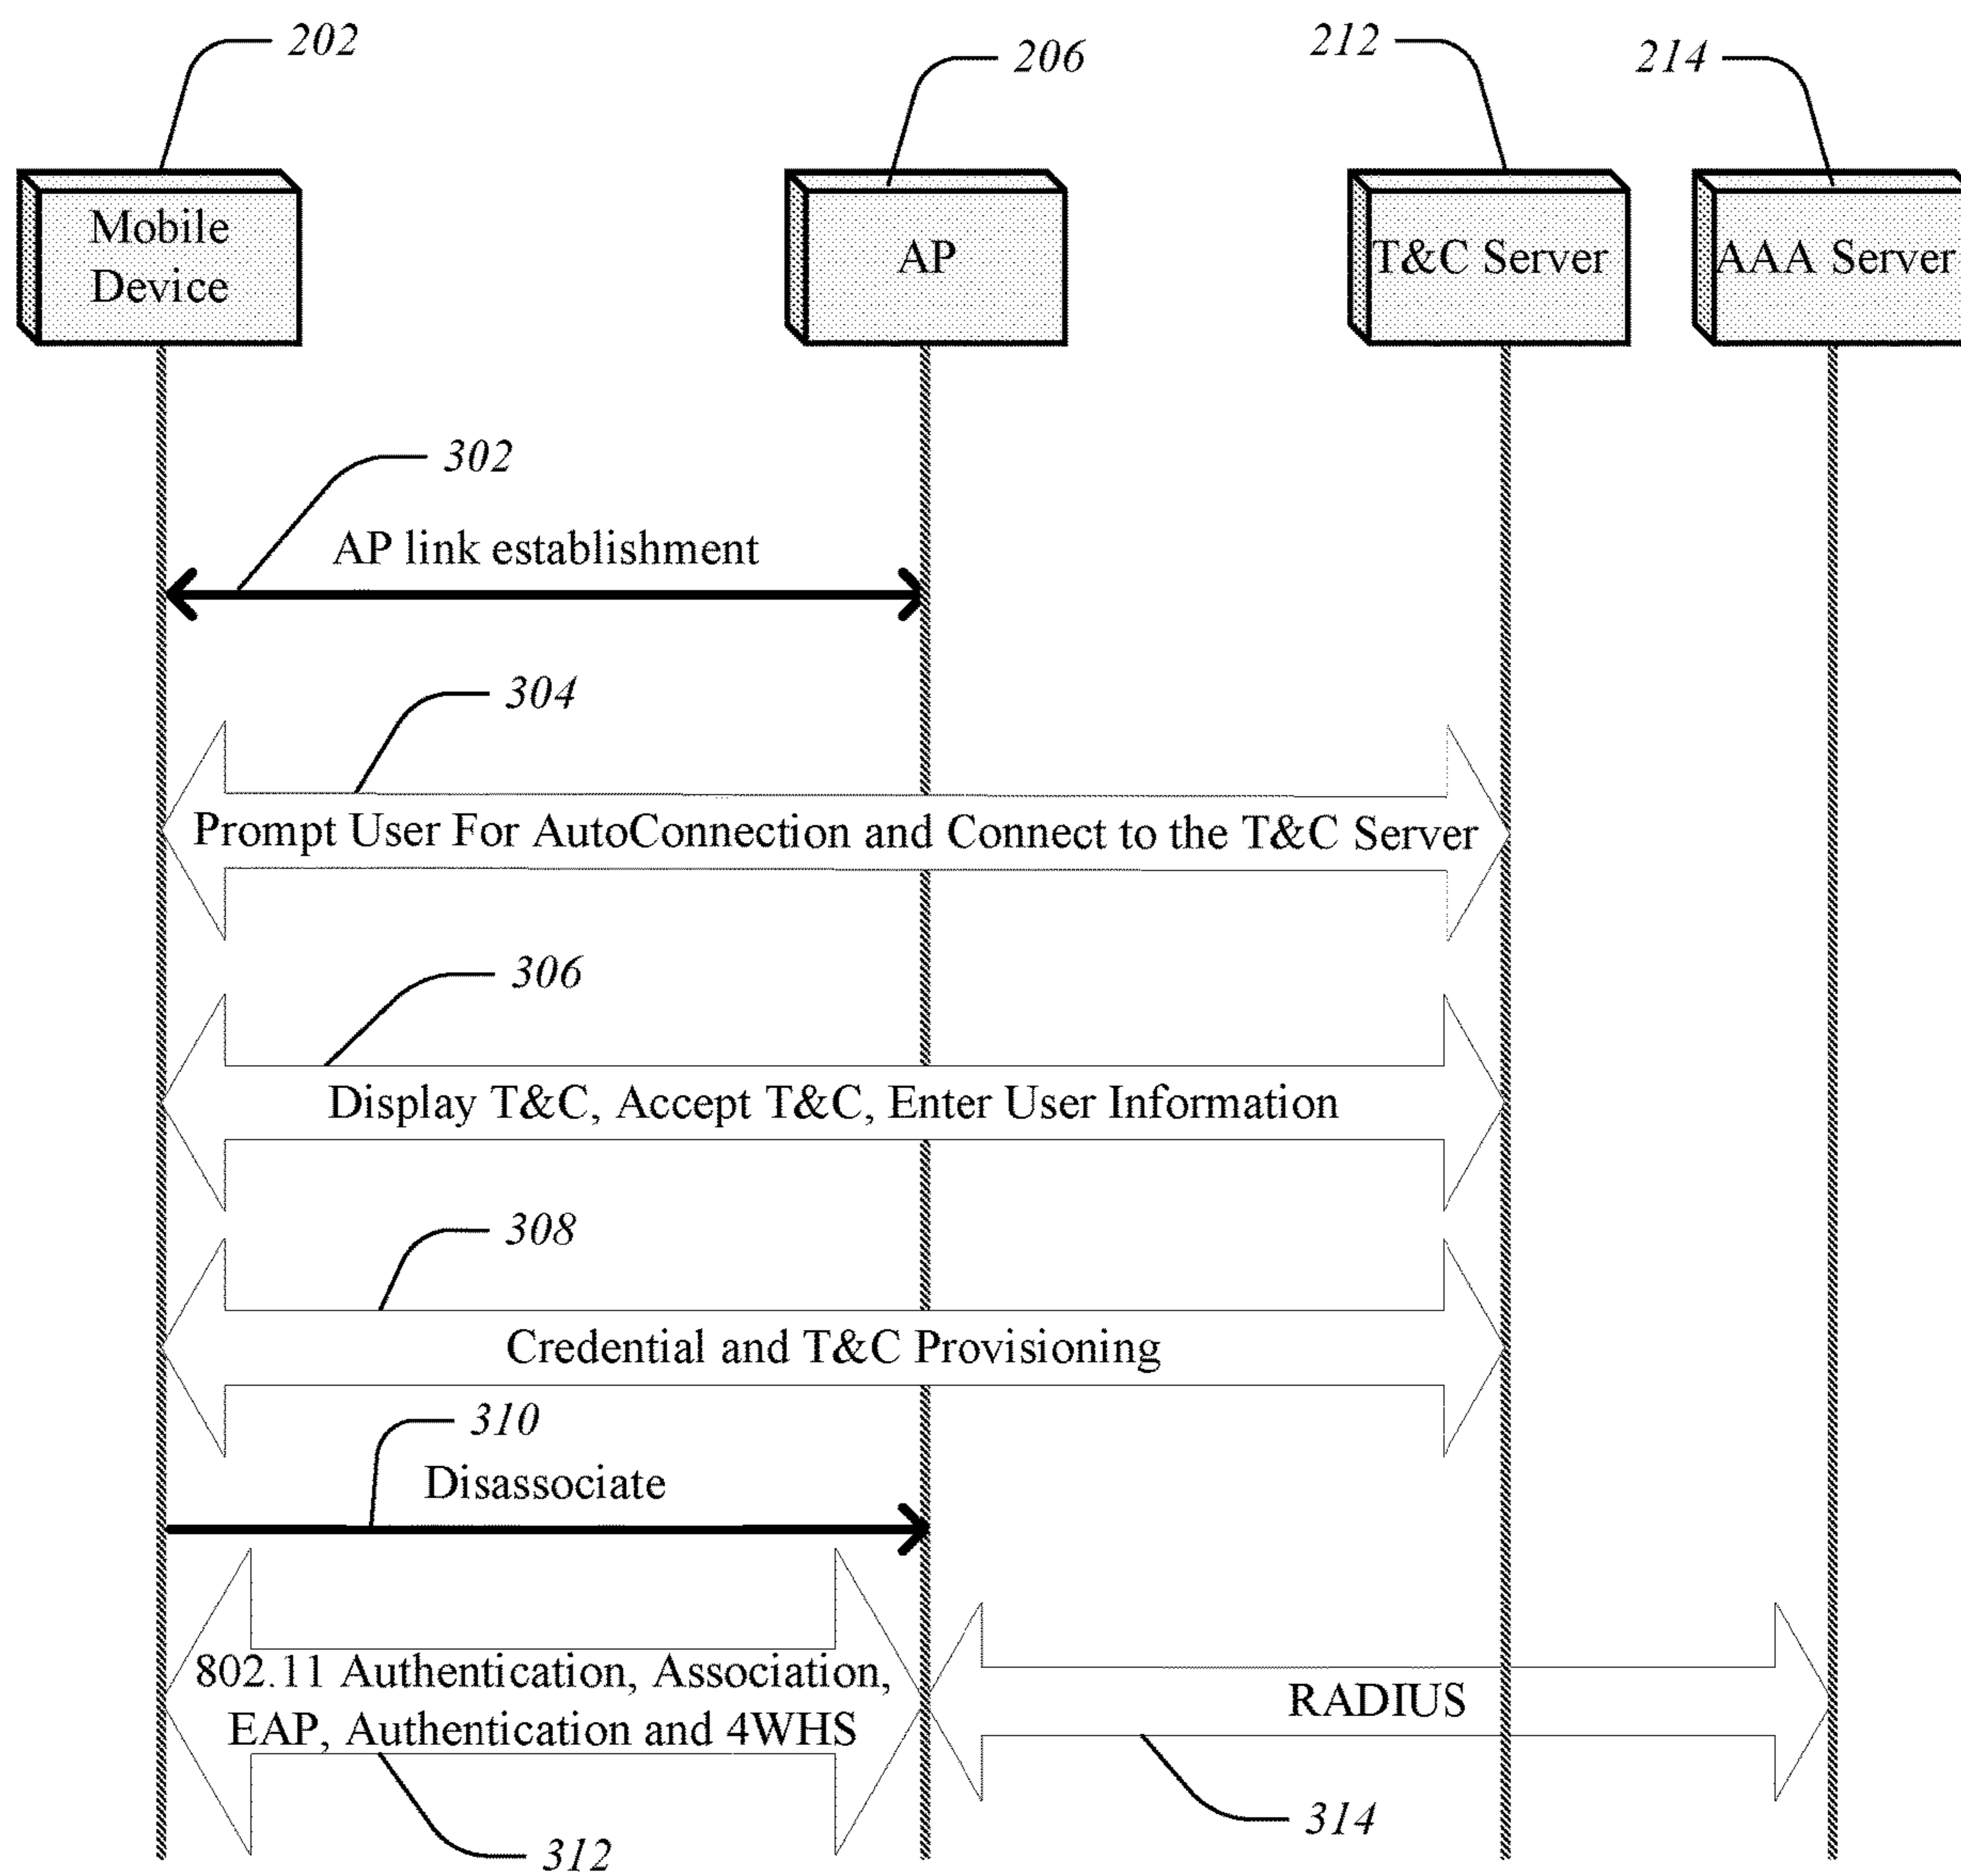 202
206
212
214
Mobile
Device
AP
T&C Server
AAA Server
302
AP link establishment
304
Prompt User For AutoConnection and Connect to the T&C Server
306
Display T&C, Accept T&C, Enter User Information
308
Credential and T&C Provisioning
310
Disassociate
802.11 Authentication, Association,
EAP, Authentication and 4WHS
RADIUS
312
314